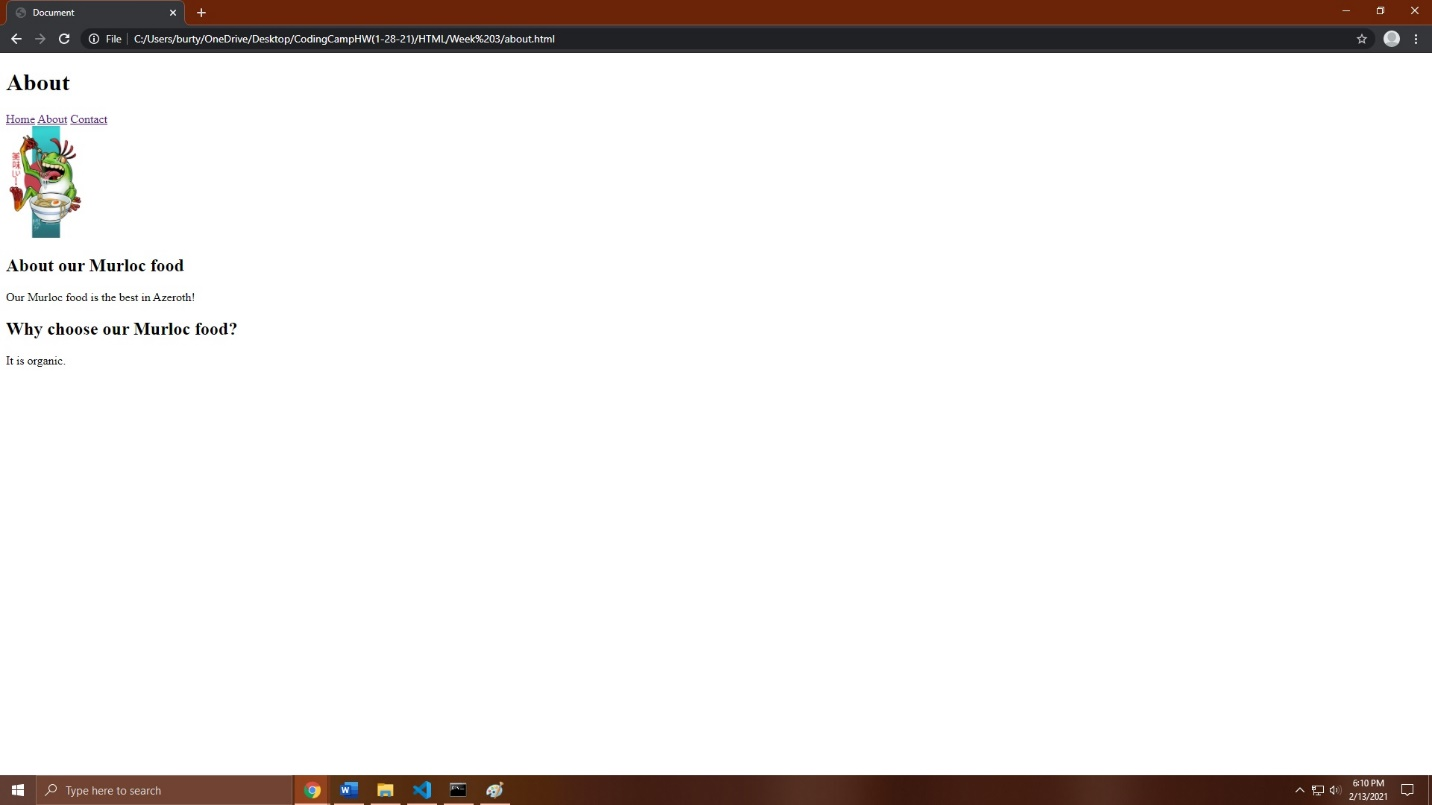 Document
File
C:/Users/burty/OneDrive/Desktop/CodingCampHW(1-28-21)/HTML/Week%203/about.html
About
Home About Contact
About our Murloc food
Our Murloc food is the best in Azeroth!
Why choose our Murloc food?
It is organic.
Type here to search
6:10 PM
2/13/2021